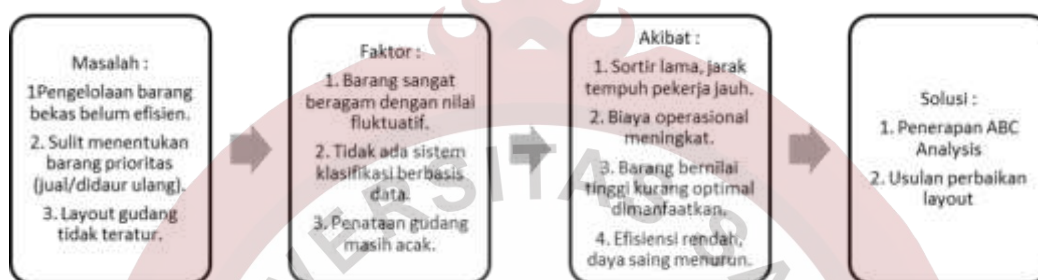 Masalah :
1Pengelolaan barang
bekas belum efisien.
2. Sulit menentukan
barang prioritas
(jual/didaur ulang).
3. Layout gudang
tidak teratur.
Faktor :
1. Barang sangat
beragam dengan nilai
fluktuatif.
2. Tidak ada sistem
klasifikasi berbasis
data.
3. Penataan gudang
masih acak.
Akibat :
1. Sortir lama, jarak
tempuh pekerja jauh.
2. Biaya operasional
meningkat.
3. Barang bernilai
tinggi kurang optimal
dimanfaatkan.
4. Efisiensi rendah,
daya saing menurun.
Solusi :
1. Penerapan ABC
Analysis
2. Usulan perbaikan
layout